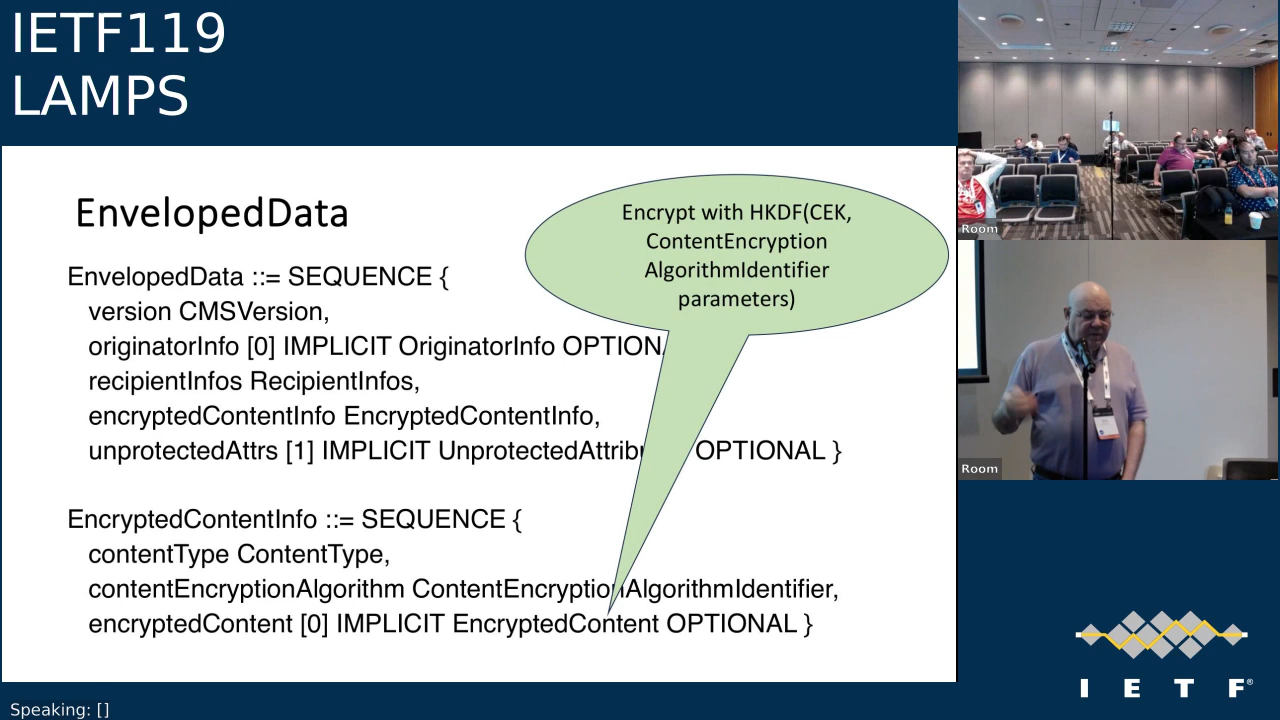 IETF119
LAMPS
EnvelopedData
Encrypt with HKDF(CEK,
ContentEncryption
AlgorithmIdentifier
parameters)
EnvelopedData ::= SEQUENCE {
version CMSVersion,
originatorInfo [0] IMPLICIT OriginatorInfo OPTION
recipientInfos RecipientInfos,
encryptedContentInfo EncryptedContentInfo,
unprotectedAttrs [1] IMPLICIT UnprotectedAttrib OPTIONAL }
EncryptedContentInfo ::= SEQUENCE {
contentType ContentType,
contentEncryptionAlgorithm ContentEncryptionAlgorithmIdentifier,
encryptedContent [0] IMPLICIT EncryptedContent OPTIONAL }
Room
Room
I E T F®
Speaking: []